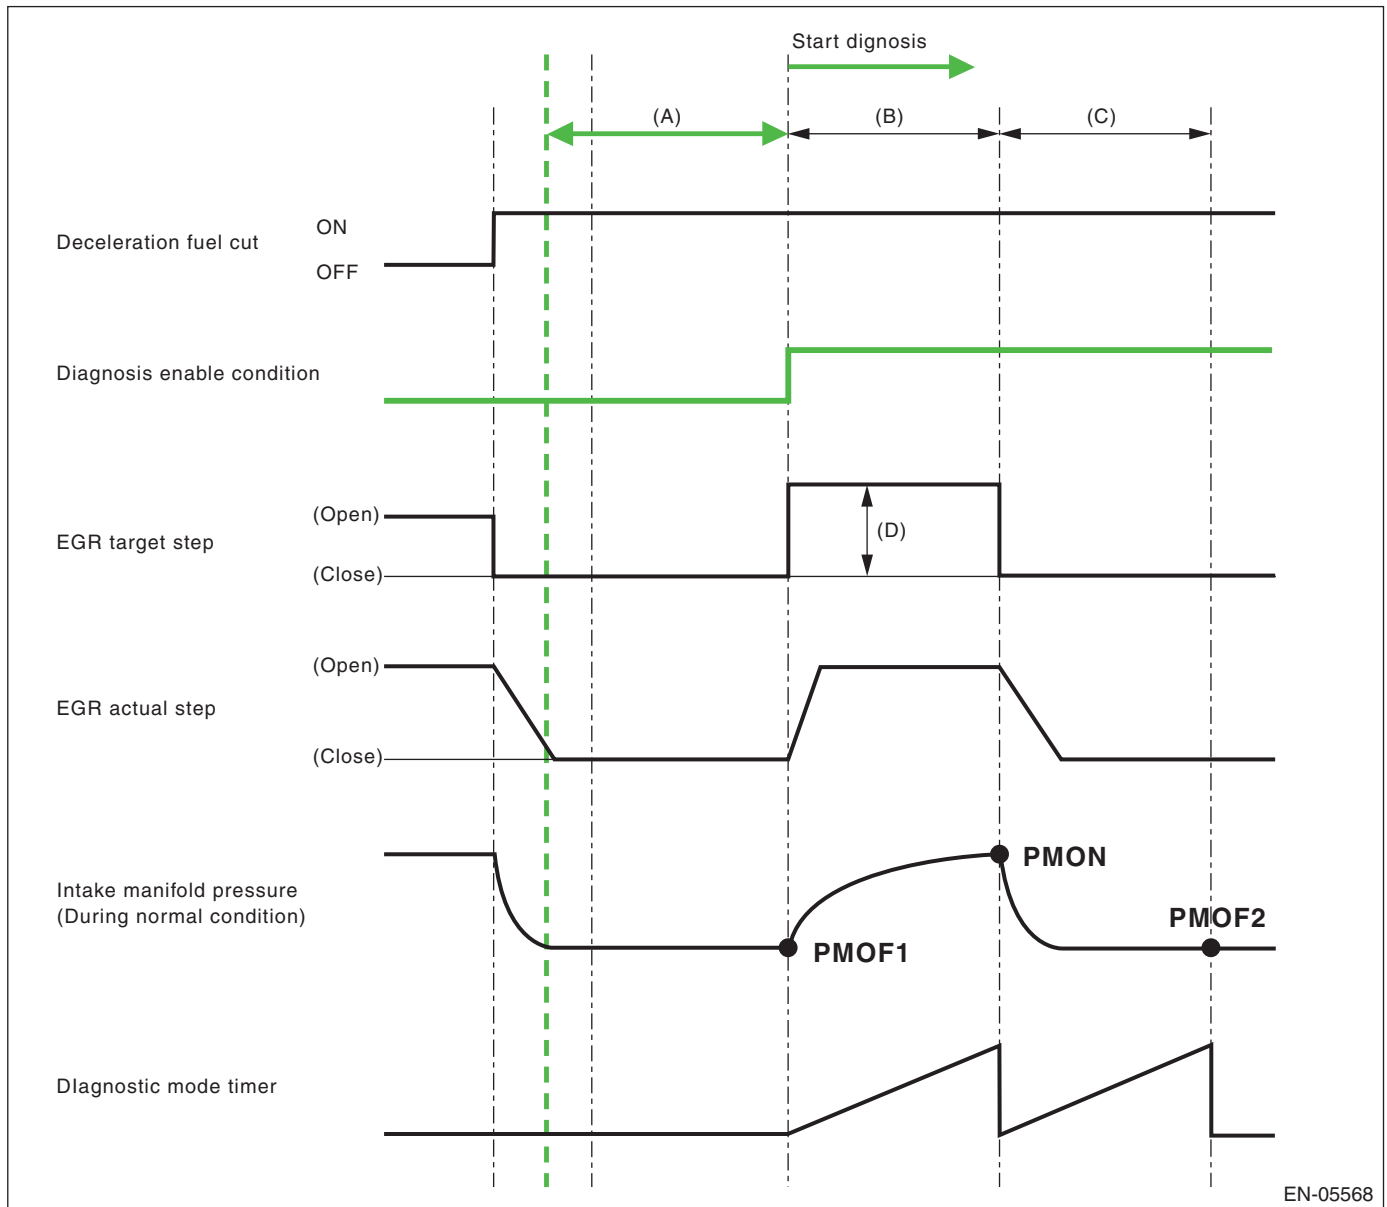 Start dignosis
(A)
(B)
(C)
Deceleration fuel cut
ON
OFF
Diagnosis enable condition
EGR target step
(Open)
(Close)
(D)
EGR actual step
(Open)
(Close)
Intake manifold pressure
(During normal condition)
PMOF1
PMON
PMOF2
DIagnostic mode timer
EN-05568